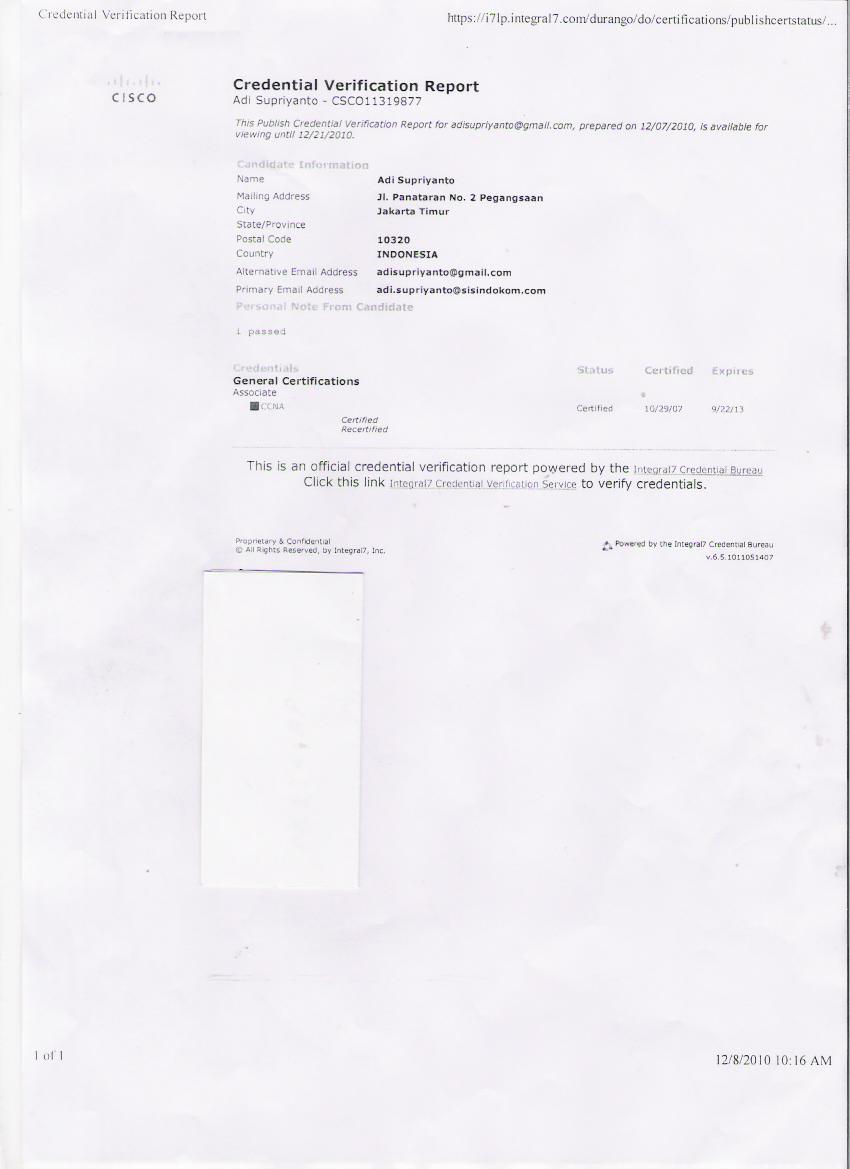 Credential Verification Report
https://i7lp.integral7.com/durango/do/certifications/publishcertstatus/...
CISCO
Credential Verification Report
Adi Supriyanto - CSCO11319877
This Publish Credential Verification Report for adisupriyanto@gmail.com, prepared on 12/07/2010, is available for
viewing until 12/21/2010.
Candidate Information
Name Adi Supriyanto
Mailing Address Jl. Panataran No. 2 Pegangsaan
City Jakarta Timur
State/Province
Postal Code 10320
Country INDONESIA
Alternative Email Address adisupriyanto@gmail.com
Primary Email Address adi.supriyanto@sisindokom.com
Personal Note From Candidate
i passed
Credentials Status Certified Expires
General Certifications
Associate
CCNA Certified 10/29/07 9/22/13
Certified
Recertified
This is an official credential verification report powered by the Integral7 Credential Bureau
Click this link Integral7 Credential Verification Service to verify credentials.
Proprietary & Confidential
© All Rights Reserved, by Integral7, Inc.
Powered by the Integral7 Credential Bureau
v.6.5.1011051407
1 of 1
12/8/2010 10:16 AM